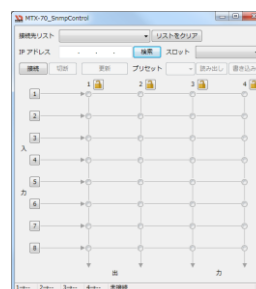 MTX-70_SnmpControl
接続先リスト リストをクリア
IP アドレス . . . 検索 スロット
接続 切断 更新 プリセット 読み出し 書き込み
1 2 3 4
1
2
3
入
4
5
力
6
7
8
出 力